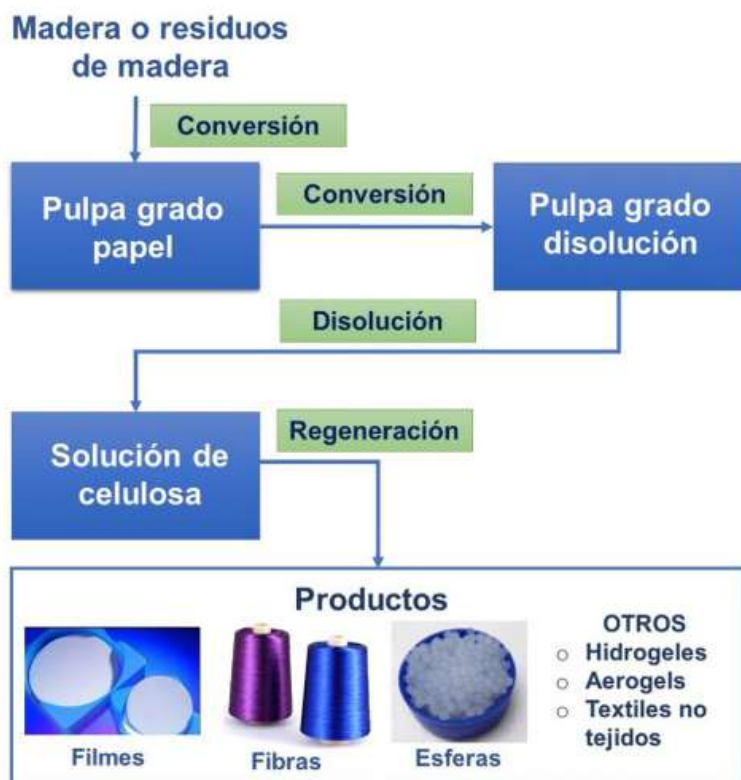 Madera o residuos
de madera
Conversión
Pulpa grado
papel
Conversión
Pulpa grado
disolución
Disolución
Solución de
celulosa
Regeneración
Productos
Filmes
Fibras
Esferas
OTROS
○ Hidrogeles
○ Aerogels
○ Textiles no
tejidos